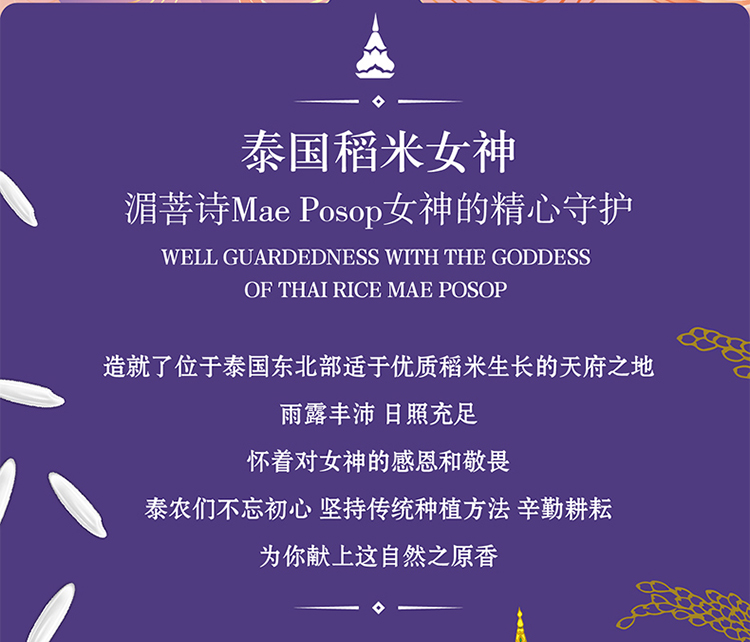 泰国稻米女神
湄菩诗Mae Posop女神的精心守护
WELL GUARDEDNESS WITH THE GODDESS
OF THAI RICE MAE POSOP
造就了位于泰国东北部适于优质稻米生长的天府之地
雨露丰沛 日照充足
怀着对女神的感恩和敬畏
泰农们不忘初心 坚持传统种植方法 辛勤耕耘
为你献上这自然之原香